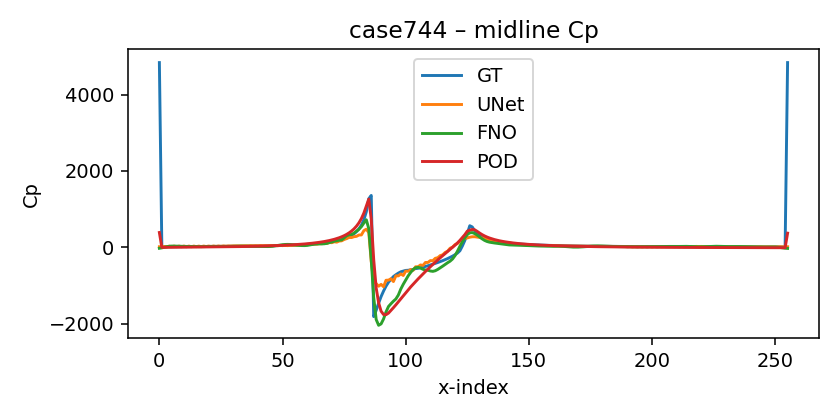 case744 – midline Cp
GT
UNet
FNO
POD
4000
2000
0
−2000
Cp
0 50 100 150 200 250
x-index